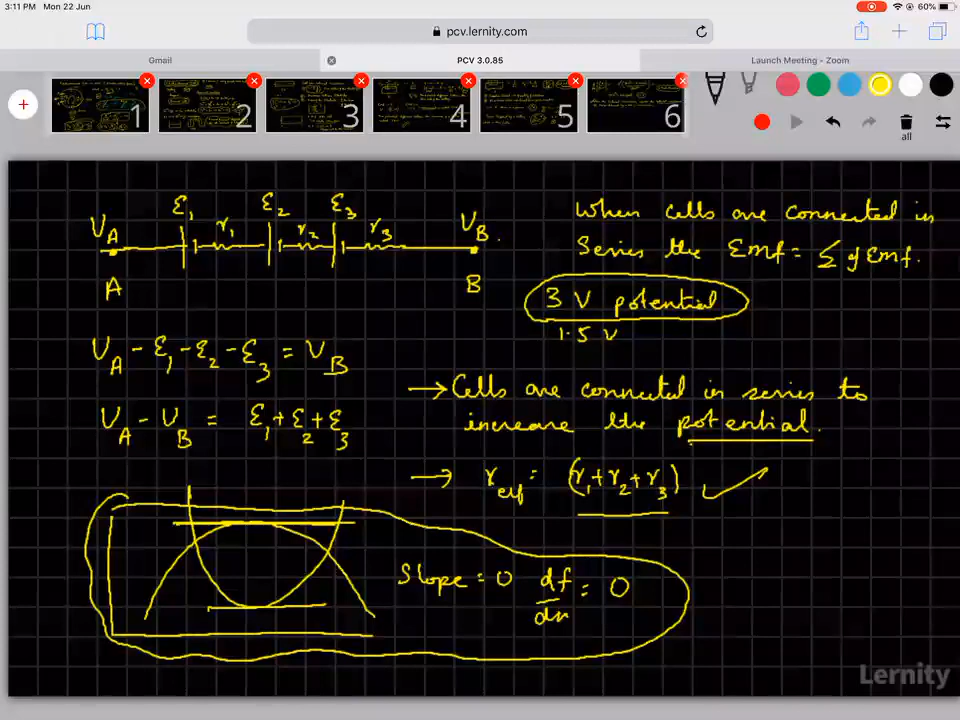 3:11 PM Mon 22 Jun
60%
pcv.lernity.com
Gmail
PCV 3.0.85
Launch Meeting - Zoom
1 2 3 4 5 6
all
ε₁ ε₂ ε₃
V_A r₁ r₂ r₃ V_B
A B
V_A - ε₁ - ε₂ - ε₃ = V_B
V_A - V_B = ε₁ + ε₂ + ε₃
When cells are connected in
Series the Emf = Σ of Emf.
3 V potential
1.5 V
→ Cells are connected in series to
increase the potential.
→ r_eff = (r₁ + r₂ + r₃) ✓
Slope = 0 df/dx = 0
Lernity